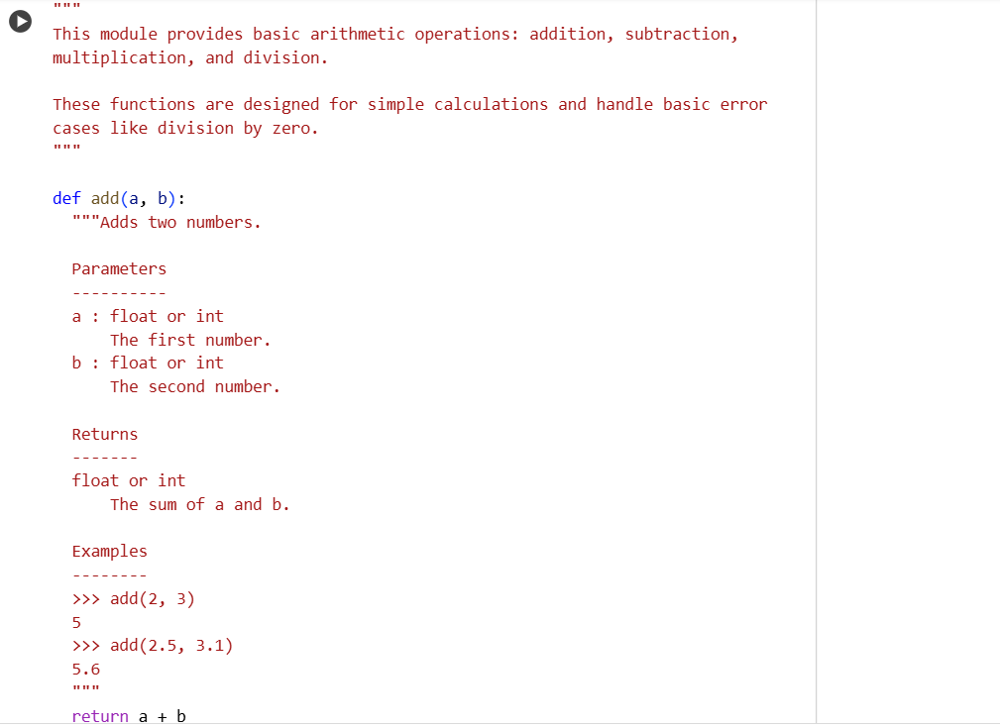 """
This module provides basic arithmetic operations: addition, subtraction,
multiplication, and division.

These functions are designed for simple calculations and handle basic error
cases like division by zero.
"""

def add(a, b):
  """Adds two numbers.

  Parameters
  ----------
  a : float or int
      The first number.
  b : float or int
      The second number.

  Returns
  -------
  float or int
      The sum of a and b.

  Examples
  --------
  >>> add(2, 3)
  5
  >>> add(2.5, 3.1)
  5.6
  """
  return a + b